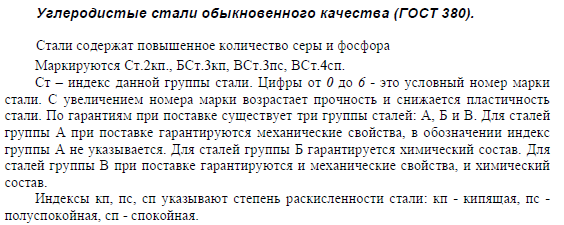 Углеродистые стали обыкновенного качества (ГОСТ 380).
Стали содержат повышенное количество серы и фосфора
Маркируются Ст.2кп., БСт.3кп, ВСт.3пс, ВСт.4сп.
Ст – индекс данной группы стали. Цифры от 0 до 6 - это условный номер марки
стали. С увеличением номера марки возрастает прочность и снижается пластичность
стали. По гарантиям при поставке существует три группы сталей: А, Б и В. Для сталей
группы А при поставке гарантируются механические свойства, в обозначении индекс
группы А не указывается. Для сталей группы Б гарантируется химический состав. Для
сталей группы В при поставке гарантируются и механические свойства, и химический
состав.
Индексы кп, пс, сп указывают степень раскисленности стали: кп - кипящая, пс -
полуспокойная, сп - спокойная.